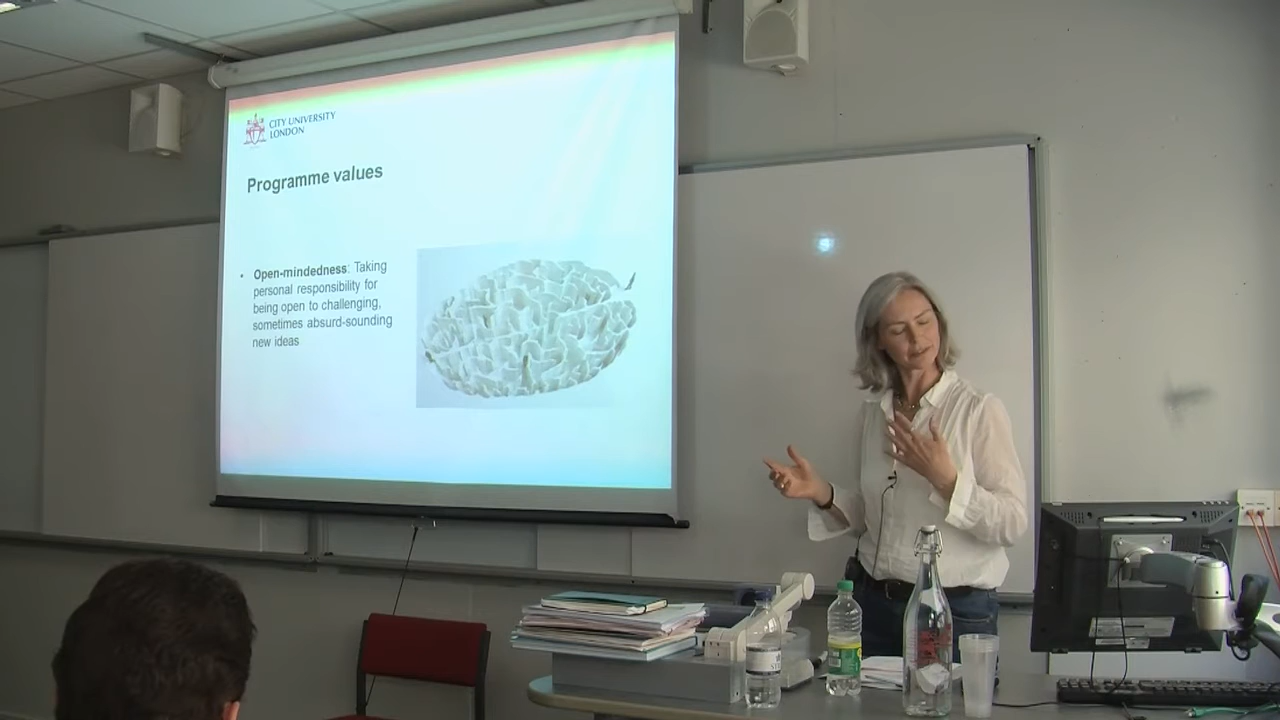 CITY UNIVERSITY
LONDON
Programme values
• Open-mindedness: Taking
personal responsibility for
being open to challenging,
sometimes absurd-sounding
new ideas